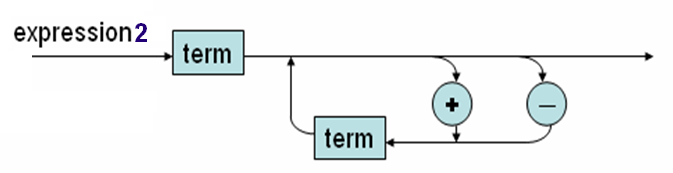 expression2
term
+
—
term